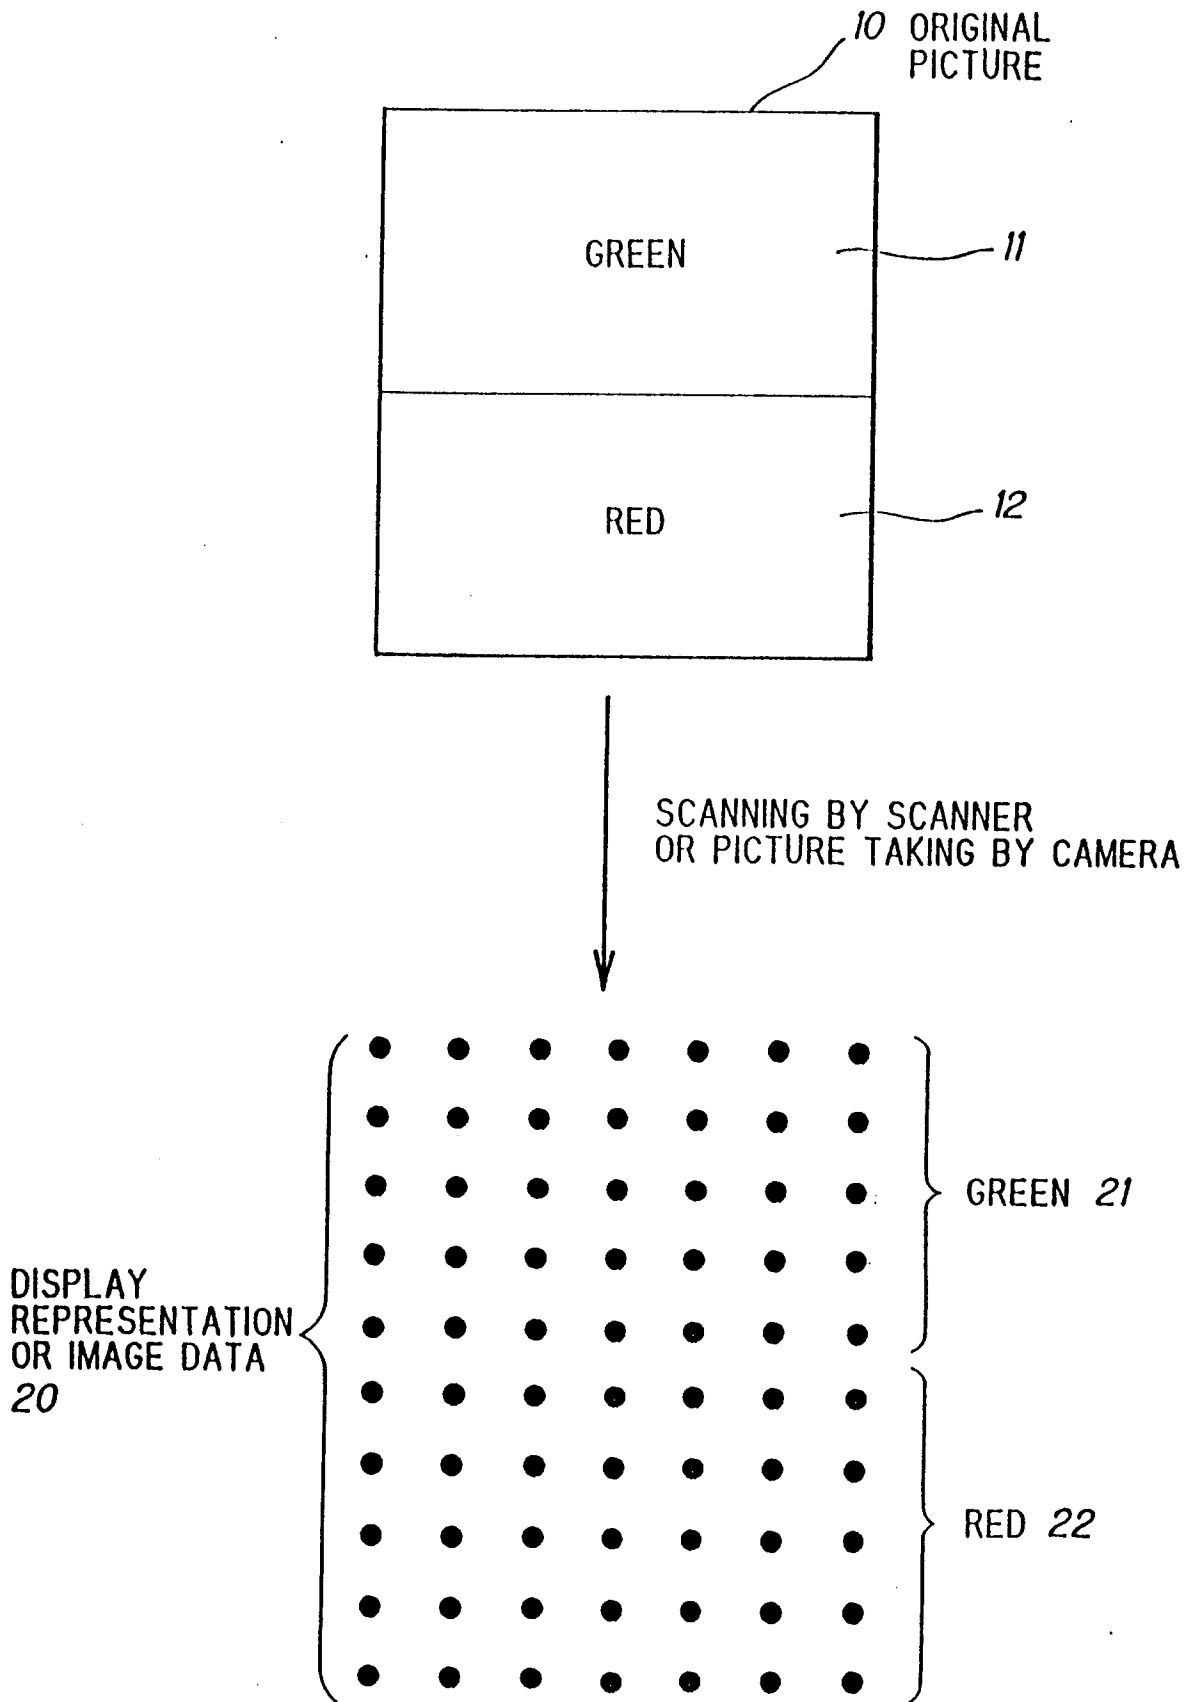 10 ORIGINAL
PICTURE
GREEN
11
RED
12
SCANNING BY SCANNER
OR PICTURE TAKING BY CAMERA
GREEN 21
DISPLAY
REPRESENTATION
OR IMAGE DATA
20
RED 22